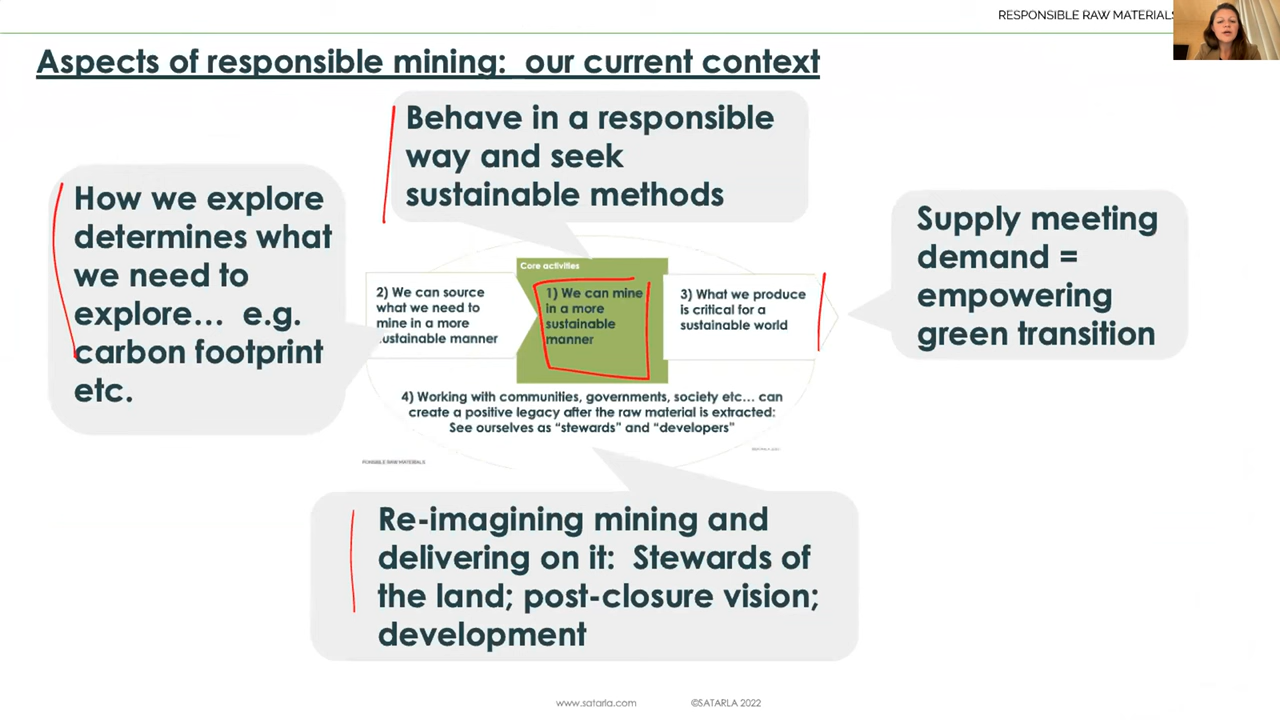 RESPONSIBLE RAW MATERIALS
Aspects of responsible mining: our current context
Behave in a responsible
way and seek
sustainable methods
How we explore
determines what
we need to
explore... e.g.
carbon footprint
etc.
Supply meeting
demand =
empowering
green transition
Core activities
2) We can source
what we need to
mine in a more
sustainable manner
1) We can mine
in a more
sustainable
manner
3) What we produce
is critical for a
sustainable world
4) Working with communities, governments, society etc... can
create a positive legacy after the raw material is extracted:
See ourselves as “stewards” and “developers”
PONSIBLE RAW MATERIALS
Re-imagining mining and
delivering on it: Stewards of
the land; post-closure vision;
development
www.satarla.com ©SATARLA 2022